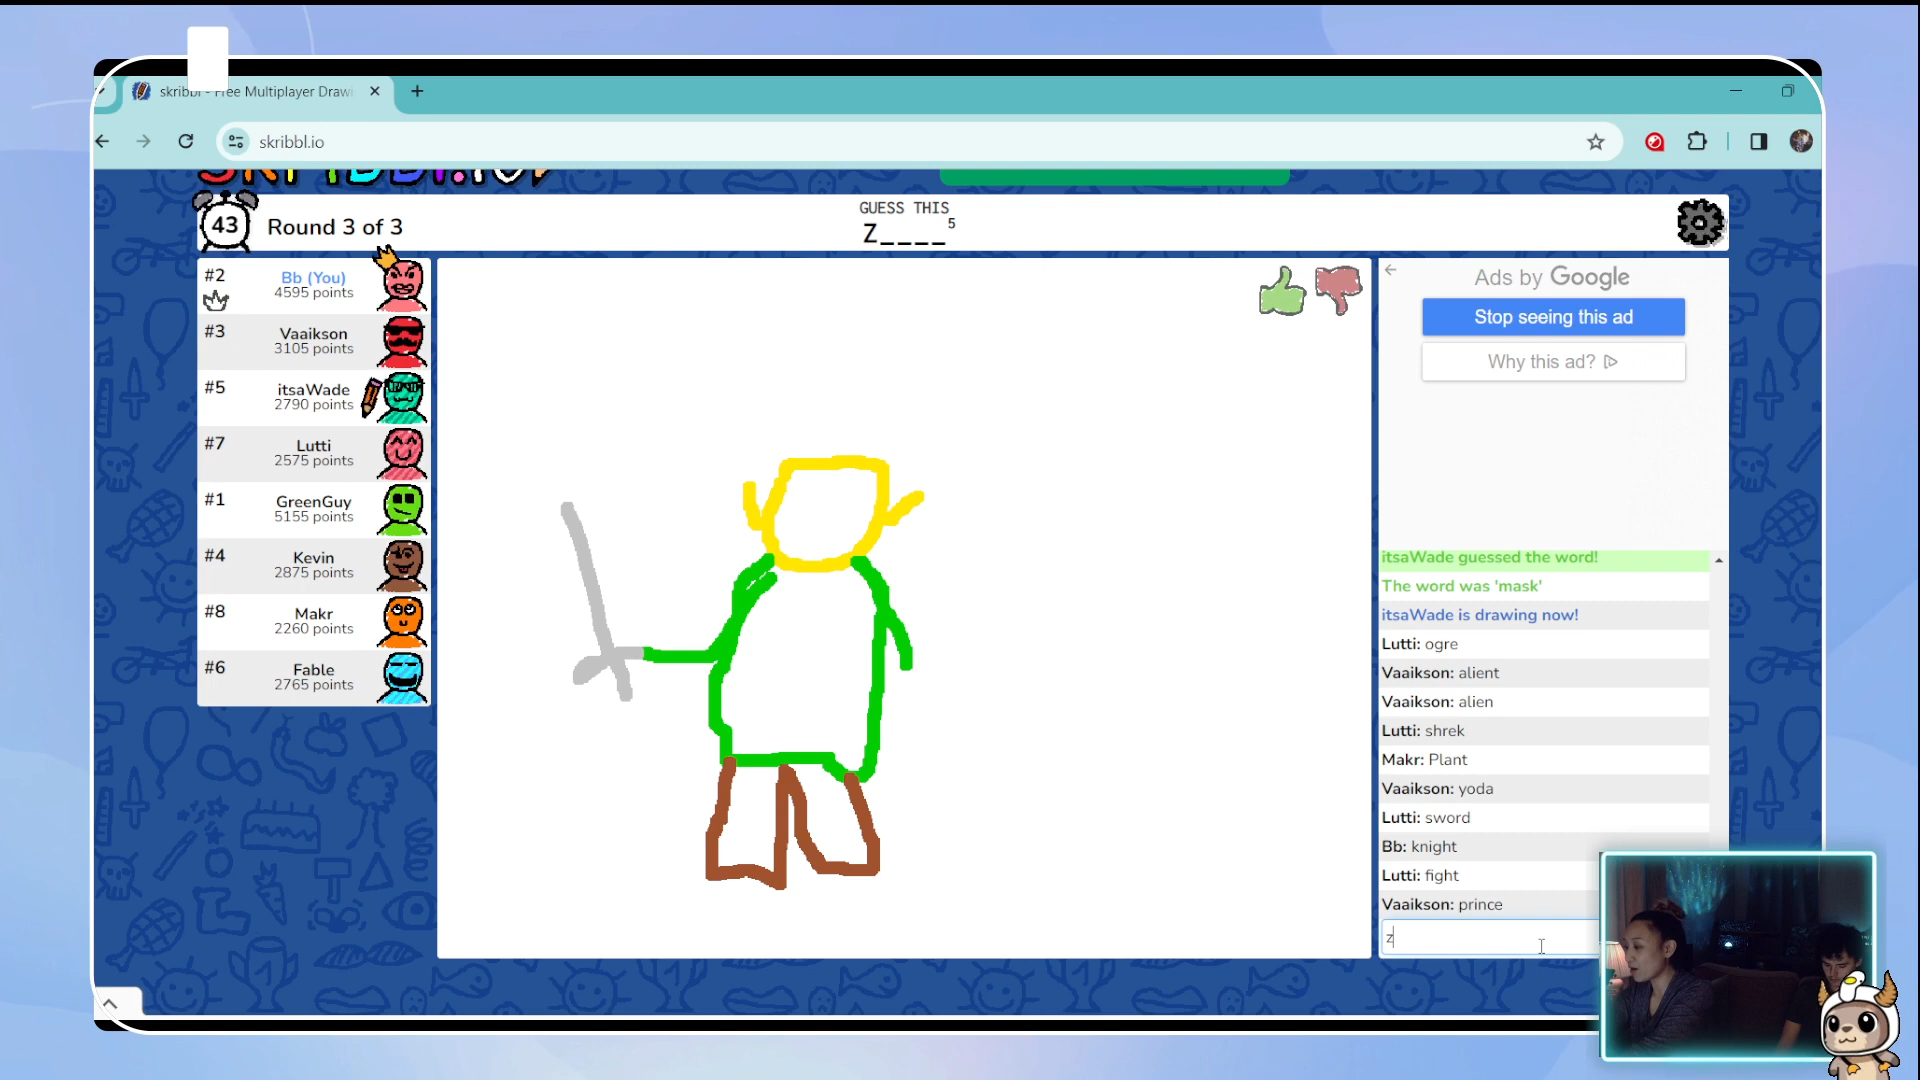 skribbl - Free Multiplayer Drawi
skribbl.io
43
Round 3 of 3
GUESS THIS
Z____ 5
#2
Bb (You)
4595 points
#3
Vaaikson
3105 points
#5
itsaWade
2790 points
#7
Lutti
2575 points
#1
GreenGuy
5155 points
#4
Kevin
2875 points
#8
Makr
2260 points
#6
Fable
2765 points
Ads by Google
Stop seeing this ad
Why this ad?
itsaWade guessed the word!
The word was 'mask'
itsaWade is drawing now!
Lutti: ogre
Vaaikson: alient
Vaaikson: alien
Lutti: shrek
Makr: Plant
Vaaikson: yoda
Lutti: sword
Bb: knight
Lutti: fight
Vaaikson: prince
z